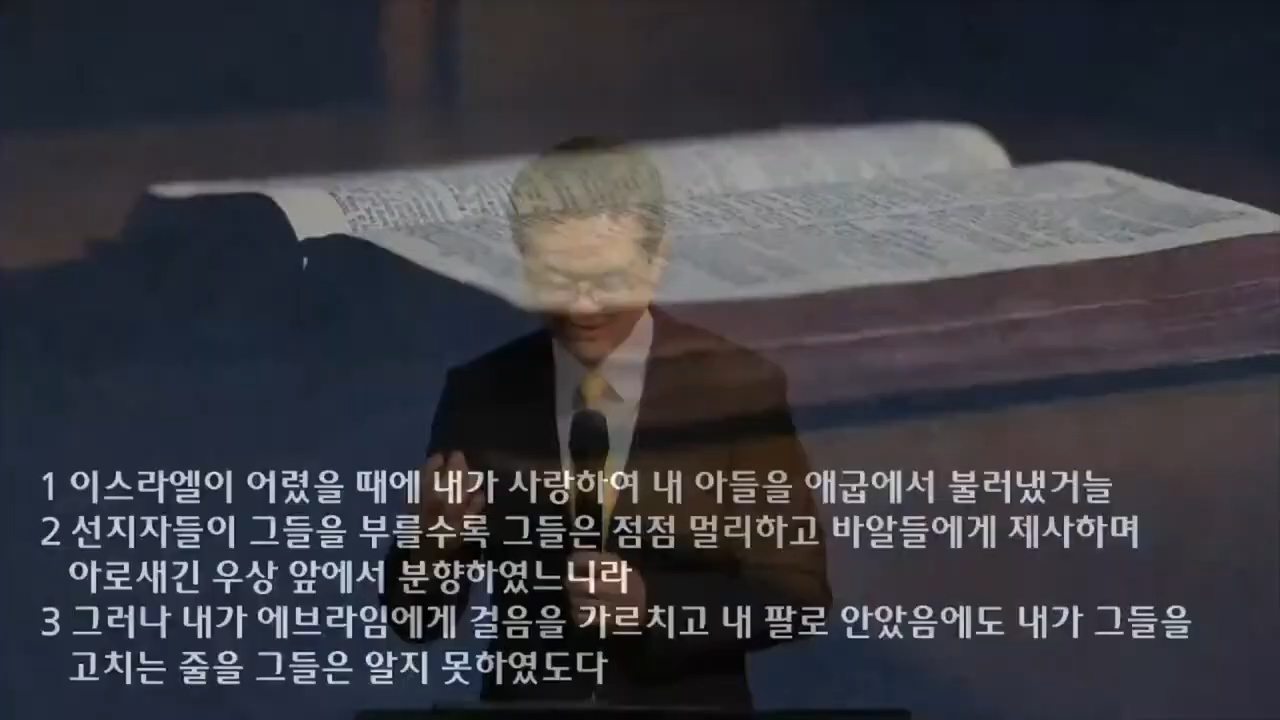 1 이스라엘이 어렸을 때에 내가 사랑하여 내 아들을 애굽에서 불러냈거늘
2 선지자들이 그들을 부를수록 그들은 점점 멀리하고 바알들에게 제사하며
아로새긴 우상 앞에서 분향하였느니라
3 그러나 내가 에브라임에게 걸음을 가르치고 내 팔로 안았음에도 내가 그들을
고치는 줄을 그들은 알지 못하였도다